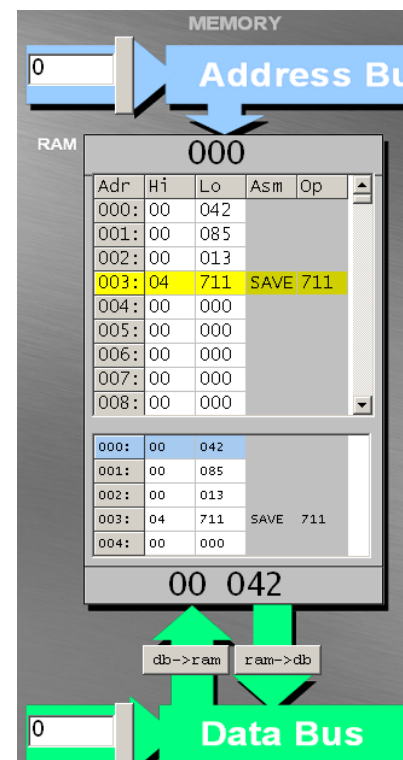 MEMORY
0
Address Bu
RAM
000
Adr Hi Lo Asm Op
000: 00 042
001: 00 085
002: 00 013
003: 04 711 SAVE 711
004: 00 000
005: 00 000
006: 00 000
007: 00 000
008: 00 000
000: 00 042
001: 00 085
002: 00 013
003: 04 711 SAVE 711
004: 00 000
00 042
db->ram ram->db
0
Data Bus